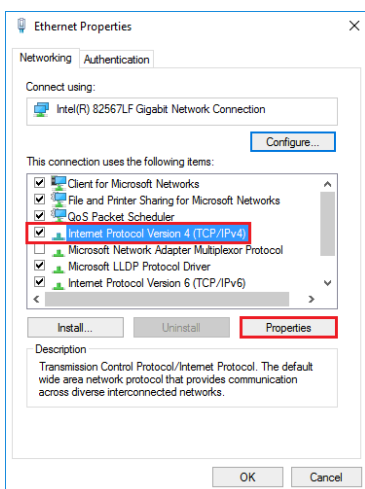 Ethernet Properties
Networking Authentication
Connect using:
Intel(R) 82567LF Gigabit Network Connection
Configure...
This connection uses the following items:
Client for Microsoft Networks
File and Printer Sharing for Microsoft Networks
QoS Packet Scheduler
Internet Protocol Version 4 (TCP/IPv4)
Microsoft Network Adapter Multiplexor Protocol
Microsoft LLDP Protocol Driver
Internet Protocol Version 6 (TCP/IPv6)
Install... Uninstall Properties
Description
Transmission Control Protocol/Internet Protocol. The default
wide area network protocol that provides communication
across diverse interconnected networks.
OK Cancel